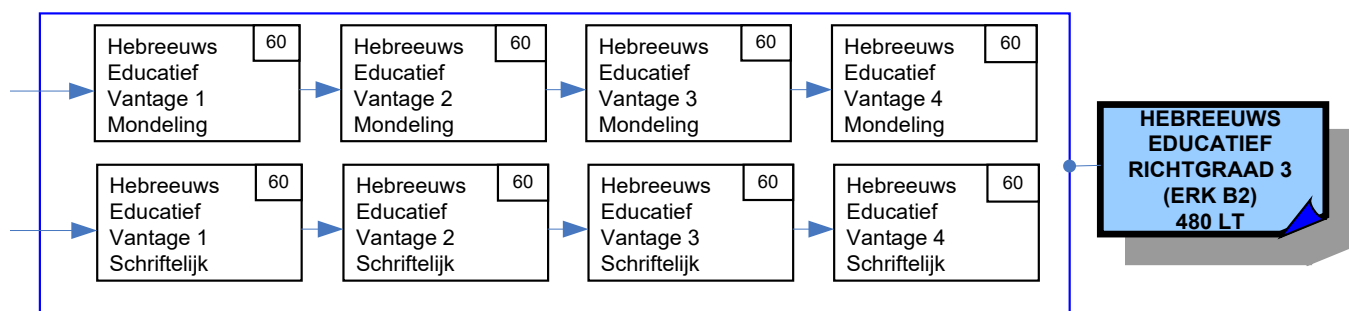 Hebreeuws
Educatief
Vantage 1
Mondeling
60
Hebreeuws
Educatief
Vantage 2
Mondeling
60
Hebreeuws
Educatief
Vantage 3
Mondeling
60
Hebreeuws
Educatief
Vantage 4
Mondeling
60
Hebreeuws
Educatief
Vantage 1
Schriftelijk
60
Hebreeuws
Educatief
Vantage 2
Schriftelijk
60
Hebreeuws
Educatief
Vantage 3
Schriftelijk
60
Hebreeuws
Educatief
Vantage 4
Schriftelijk
60
HEBREEUWS
EDUCATIEF
RICHTGRAAD 3
(ERK B2)
480 LT